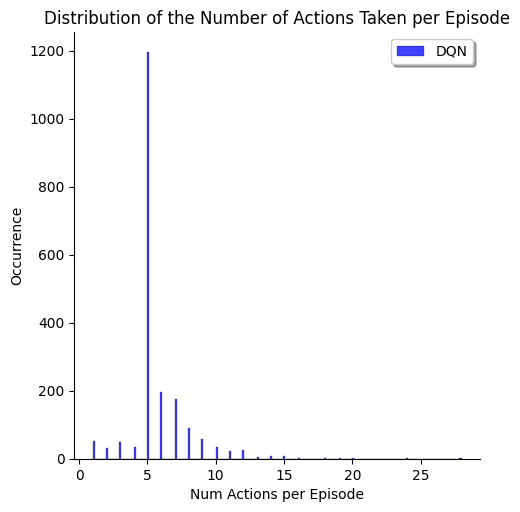 Distribution of the Number of Actions Taken per Episode
DQN
1200
1000
800
600
400
200
0
Occurrence
0 5 10 15 20 25
Num Actions per Episode